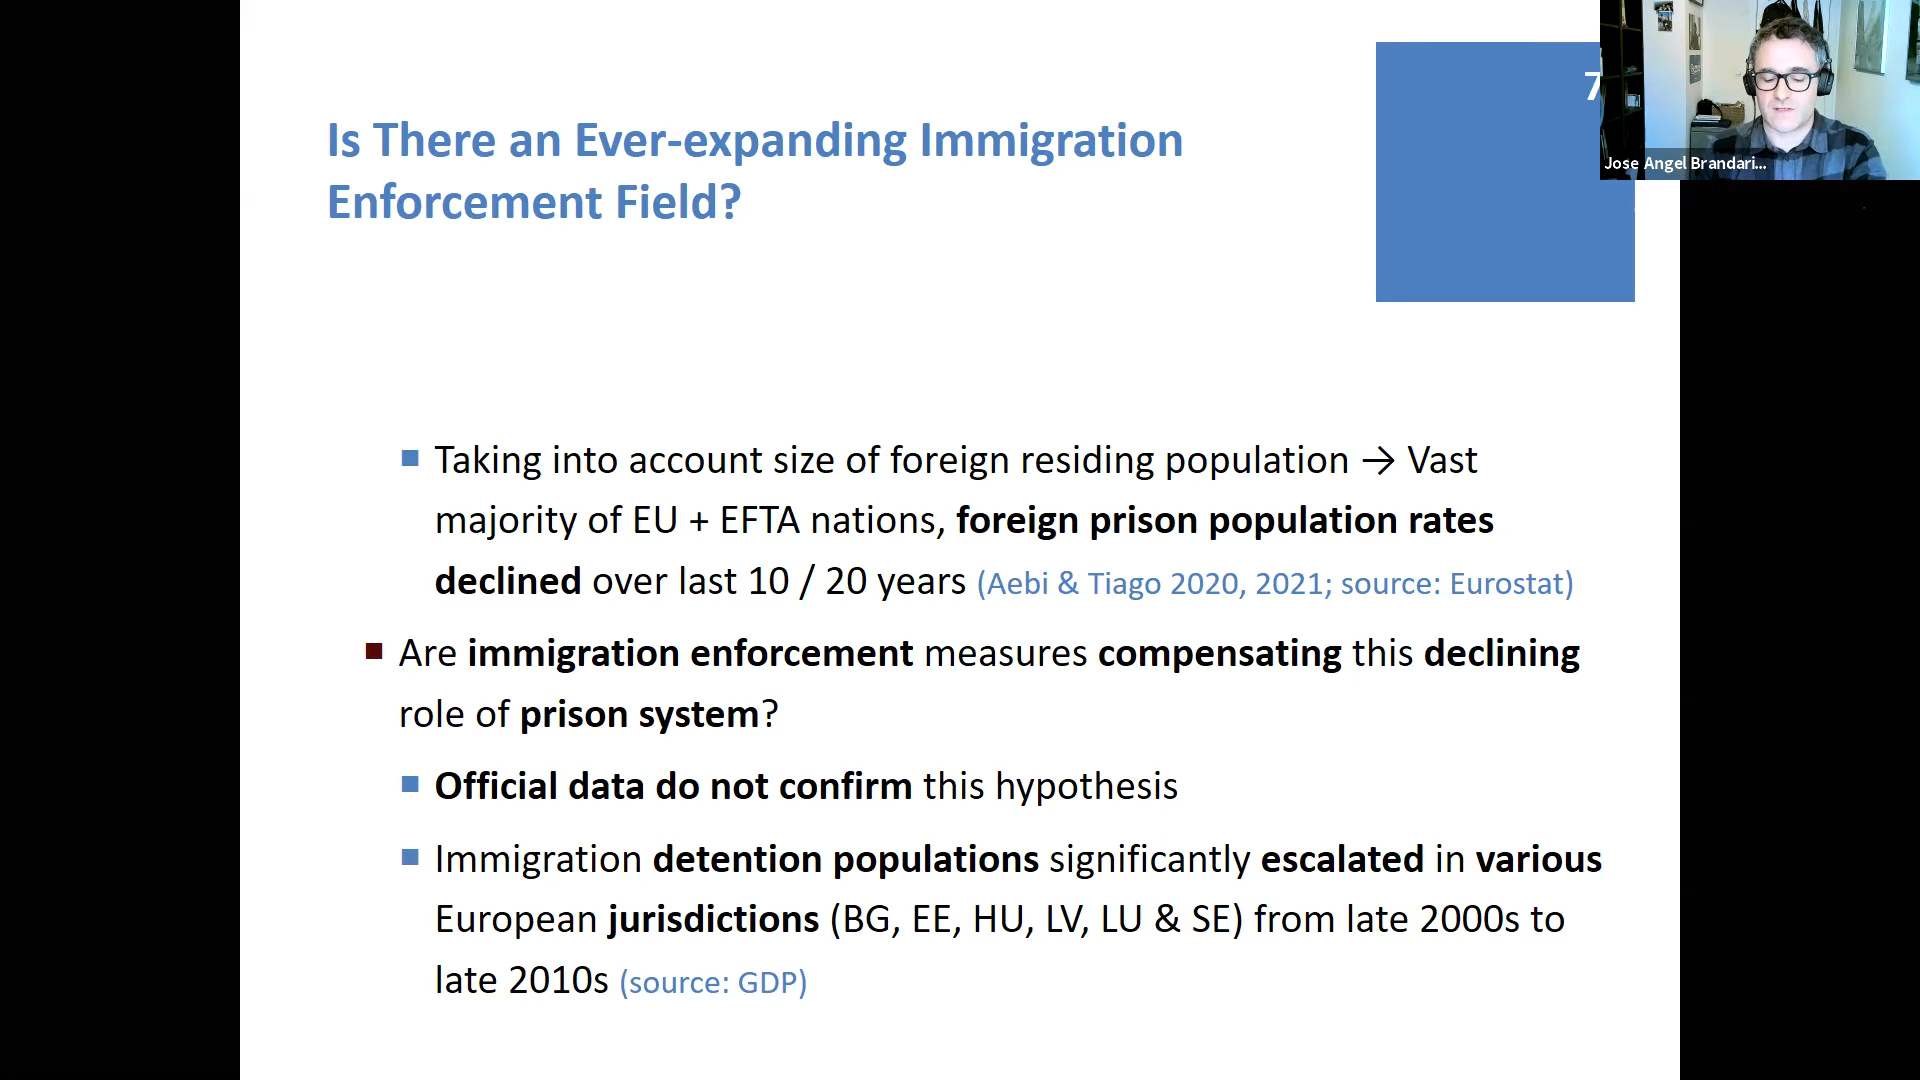 7
Jose Angel Brandari...
Is There an Ever-expanding Immigration
Enforcement Field?
Taking into account size of foreign residing population → Vast
majority of EU + EFTA nations, foreign prison population rates
declined over last 10 / 20 years (Aebi & Tiago 2020, 2021; source: Eurostat)
Are immigration enforcement measures compensating this declining
role of prison system?
Official data do not confirm this hypothesis
Immigration detention populations significantly escalated in various
European jurisdictions (BG, EE, HU, LV, LU & SE) from late 2000s to
late 2010s (source: GDP)